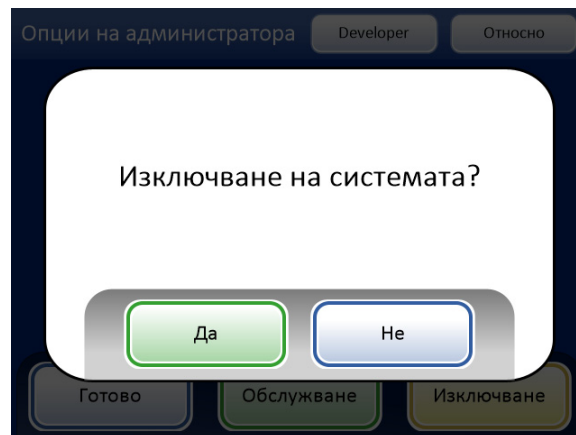 Опции на администратора Developer Относно
Изключване на системата?
Да Не
Готово Обслужване Изключване